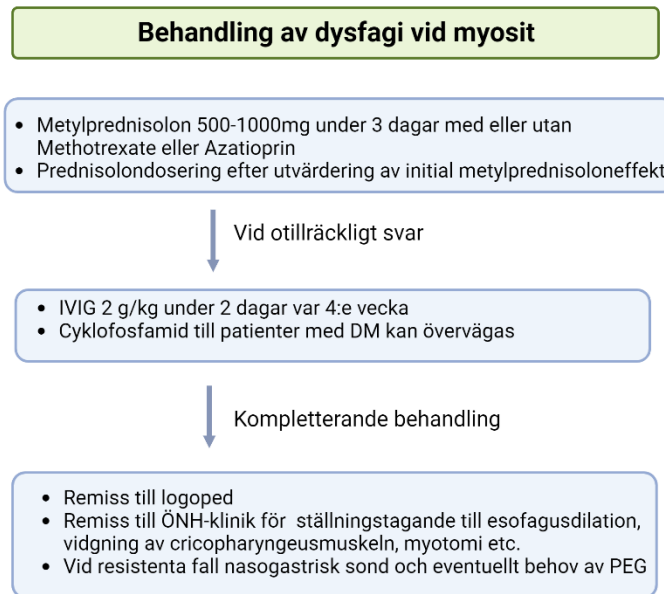 Behandling av dysfagi vid myosit
• Metylprednisolon 500-1000mg under 3 dagar med eller utan
Methotrexate eller Azatioprin
• Prednisolondosering efter utvärdering av initial metylprednisoloneffekt
Vid otillräckligt svar
• IVIG 2 g/kg under 2 dagar var 4:e vecka
• Cyklofosfamid till patienter med DM kan övervägas
Kompletterande behandling
• Remiss till logoped
• Remiss till ÖNH-klinik för ställningstagande till esofagusdilation,
vidgning av cricopharyngeusmuskeln, myotomi etc.
• Vid resistenta fall nasogastrisk sond och eventuellt behov av PEG